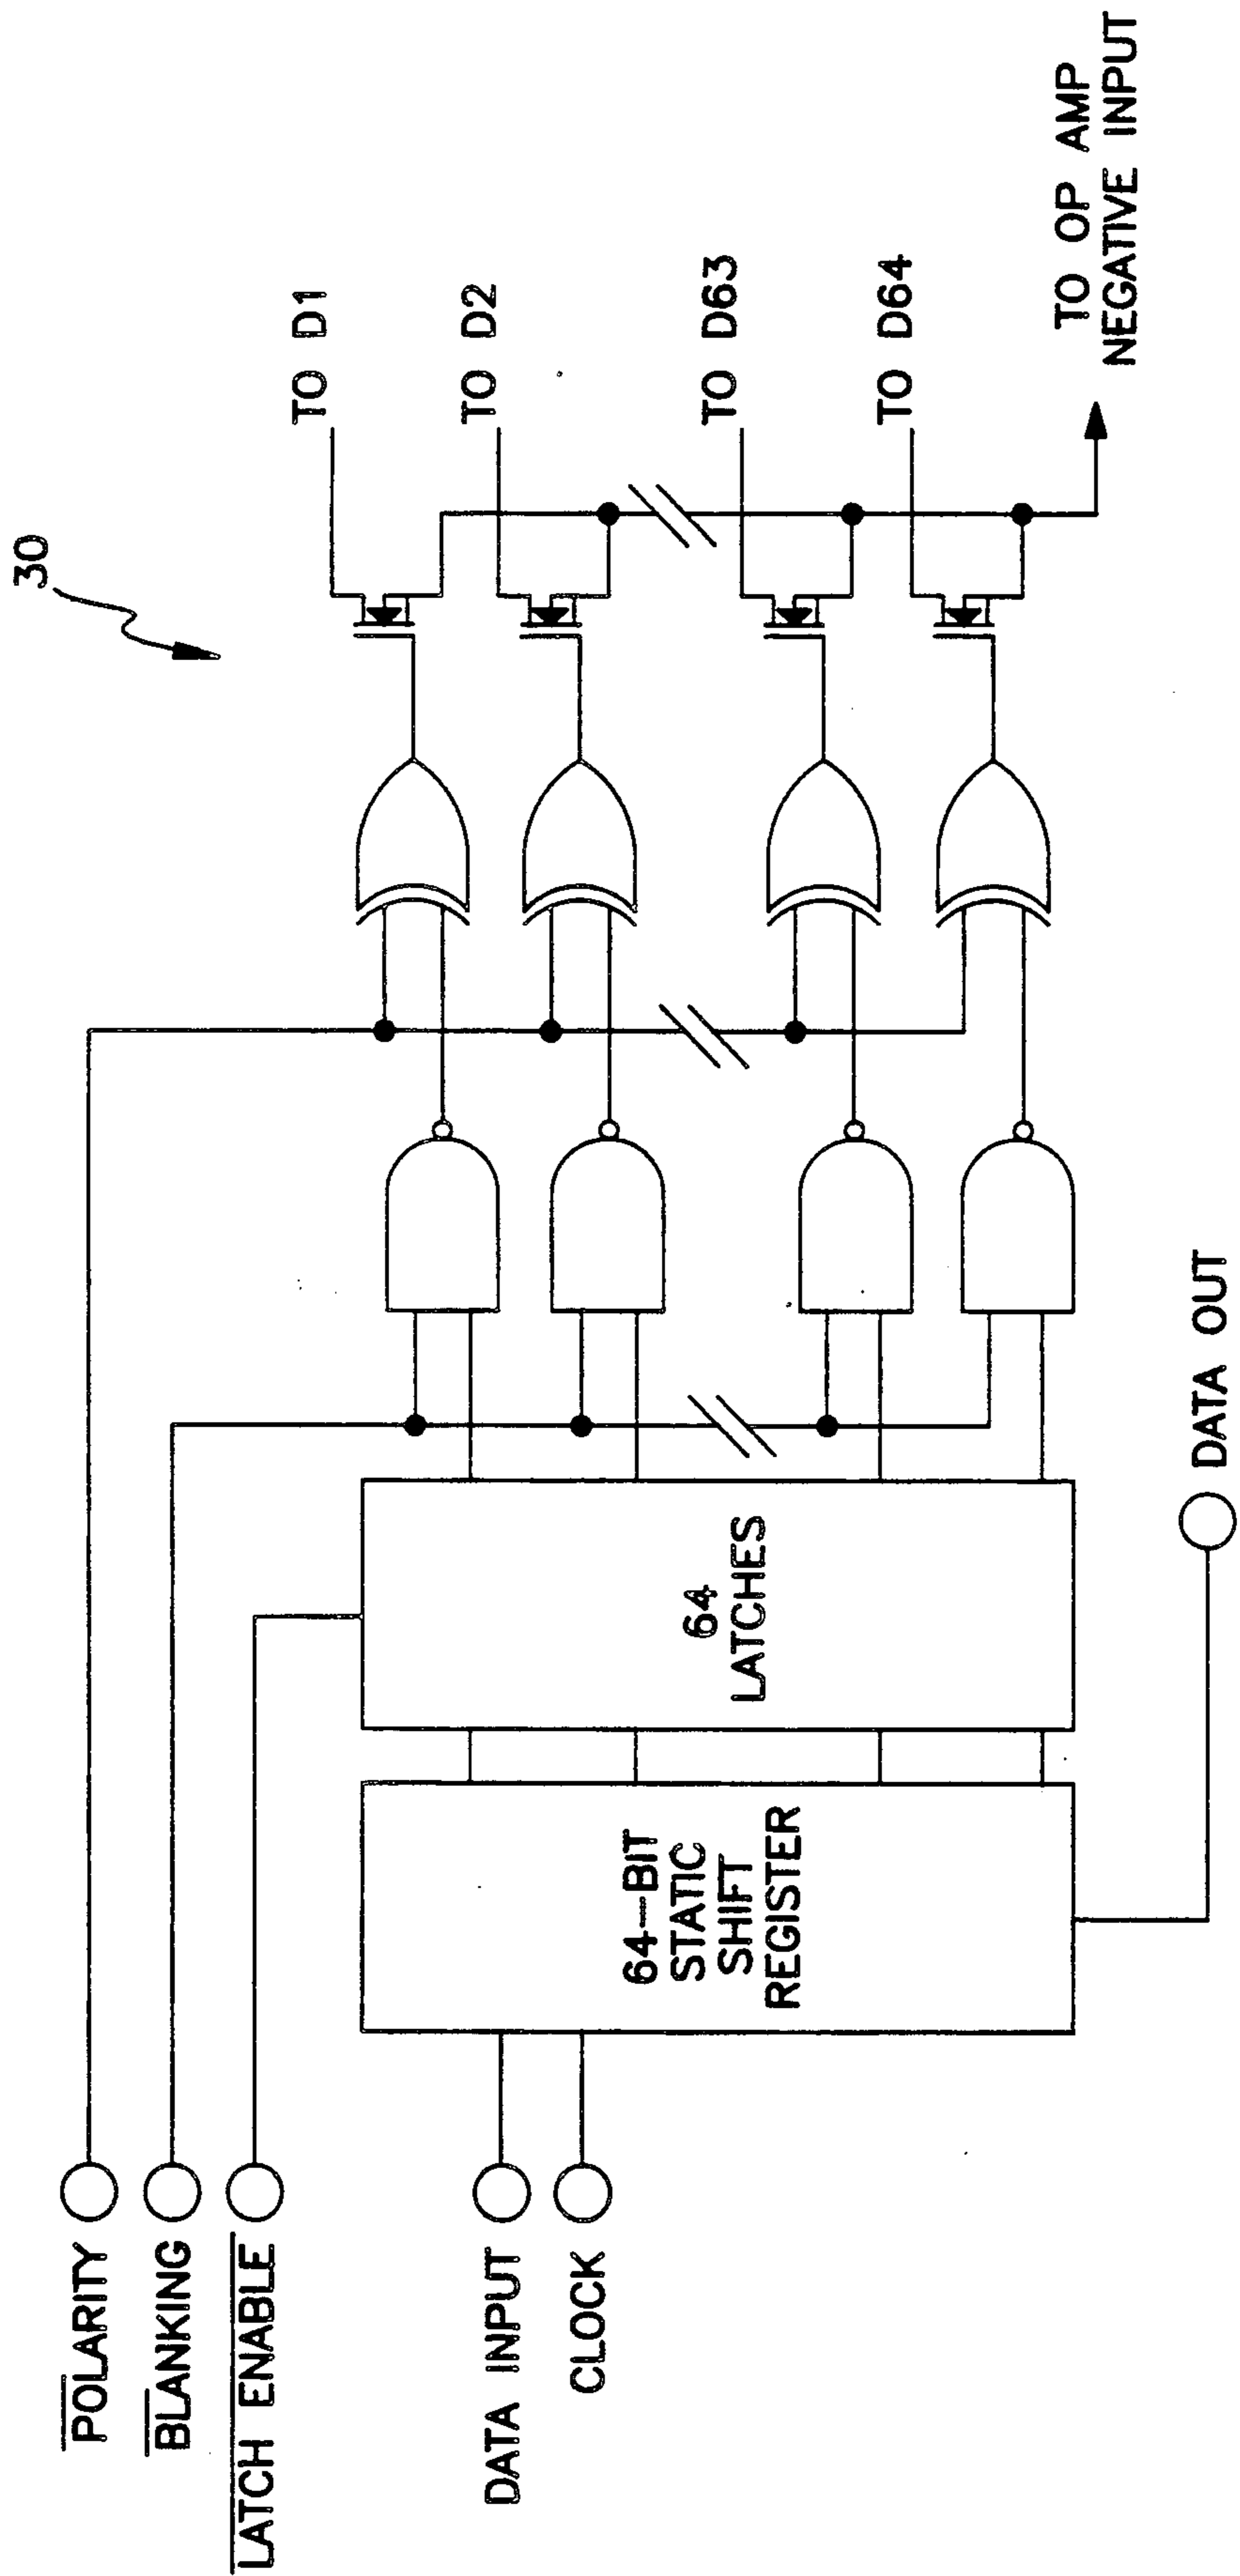 30
POLARITY
BLANKING
LATCH ENABLE
DATA INPUT
CLOCK
64-BIT
STATIC
SHIFT
REGISTER
64
LATCHES
DATA OUT
TO D1
TO D2
TO D63
TO D64
TO OP AMP
NEGATIVE INPUT